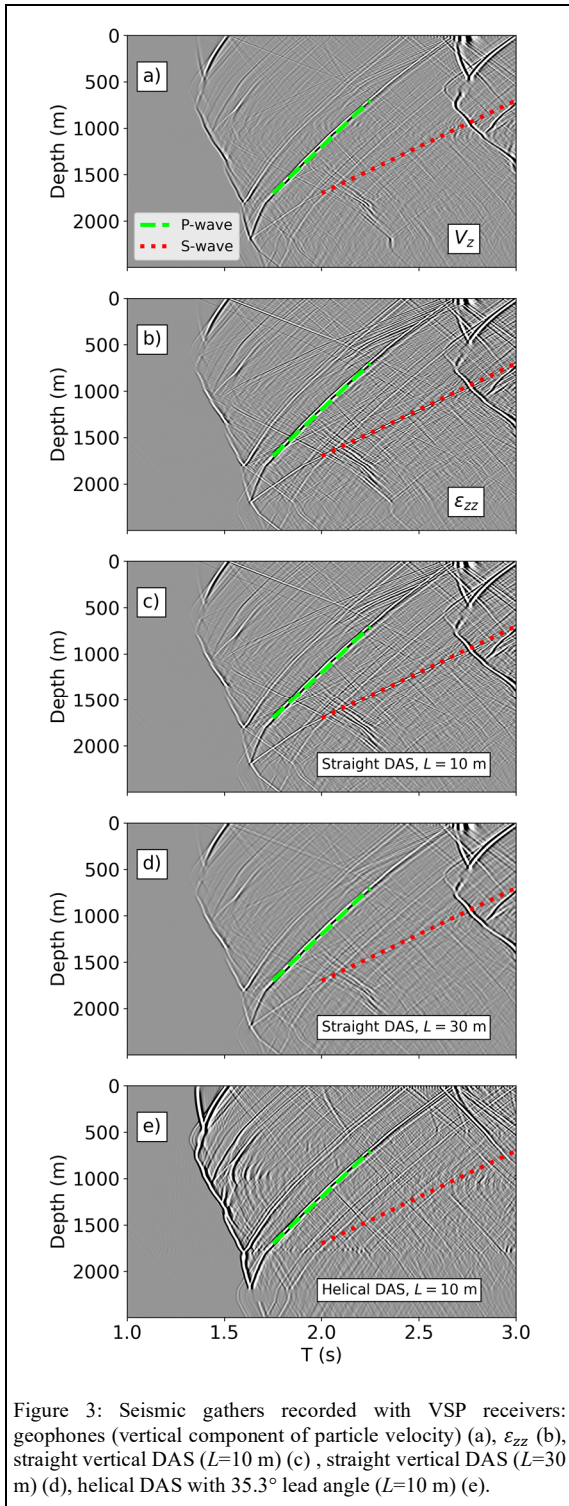 0
500
1000
1500
2000
Depth (m)
a)
P-wave
S-wave
V_z
0
500
1000
1500
2000
Depth (m)
b)
ε_zz
0
500
1000
1500
2000
Depth (m)
c)
Straight DAS, L = 10 m
0
500
1000
1500
2000
Depth (m)
d)
Straight DAS, L = 30 m
0
500
1000
1500
2000
Depth (m)
e)
Helical DAS, L = 10 m
1.0 1.5 2.0 2.5 3.0
T (s)
Figure 3: Seismic gathers recorded with VSP receivers:
geophones (vertical component of particle velocity) (a), ε_zz (b),
straight vertical DAS (L=10 m) (c) , straight vertical DAS (L=30
m) (d), helical DAS with 35.3° lead angle (L=10 m) (e).